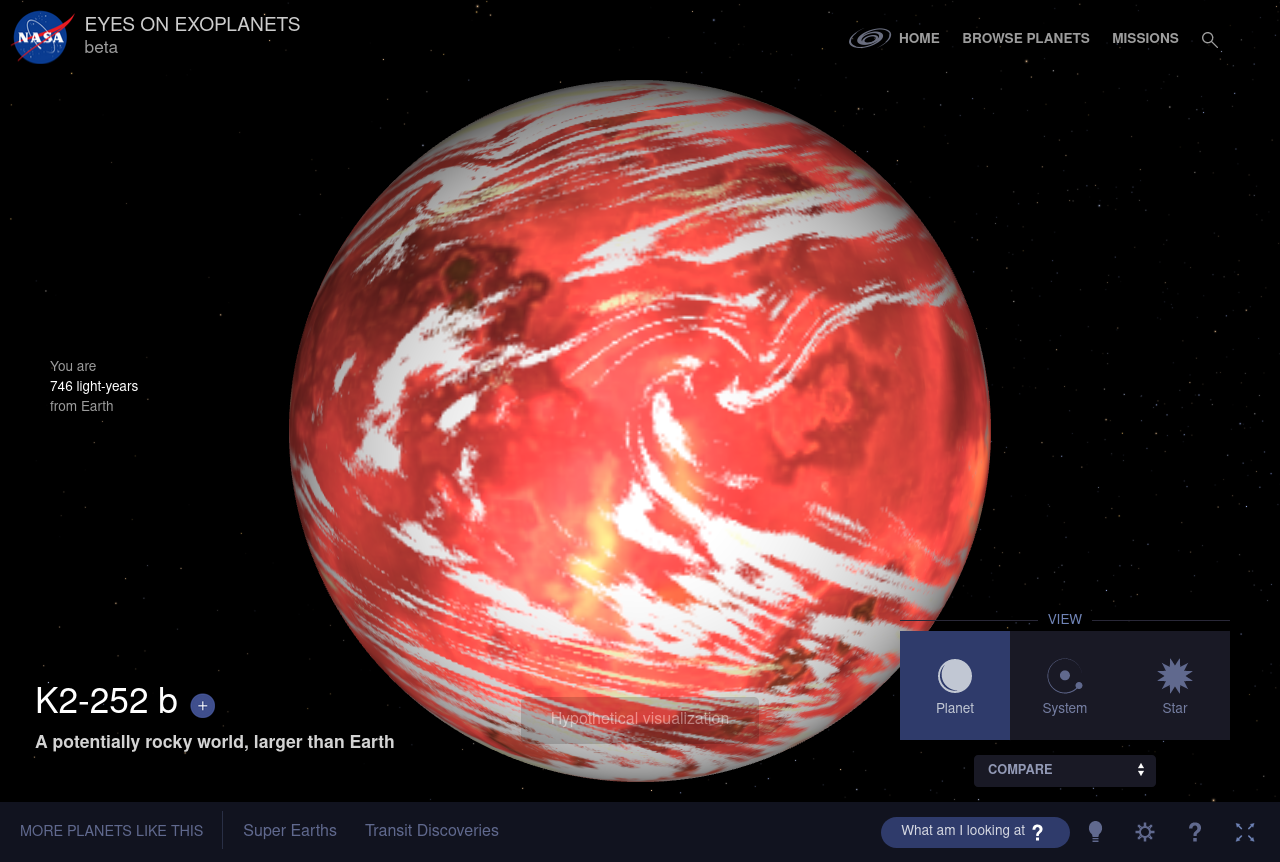 NASA
EYES ON EXOPLANETS
beta
HOME
BROWSE PLANETS
MISSIONS
You are
746 light-years
from Earth
VIEW
Planet
System
Star
K2-252 b +
A potentially rocky world, larger than Earth
Hypothetical visualization
COMPARE
MORE PLANETS LIKE THIS
Super Earths
Transit Discoveries
What am I looking at ?
?